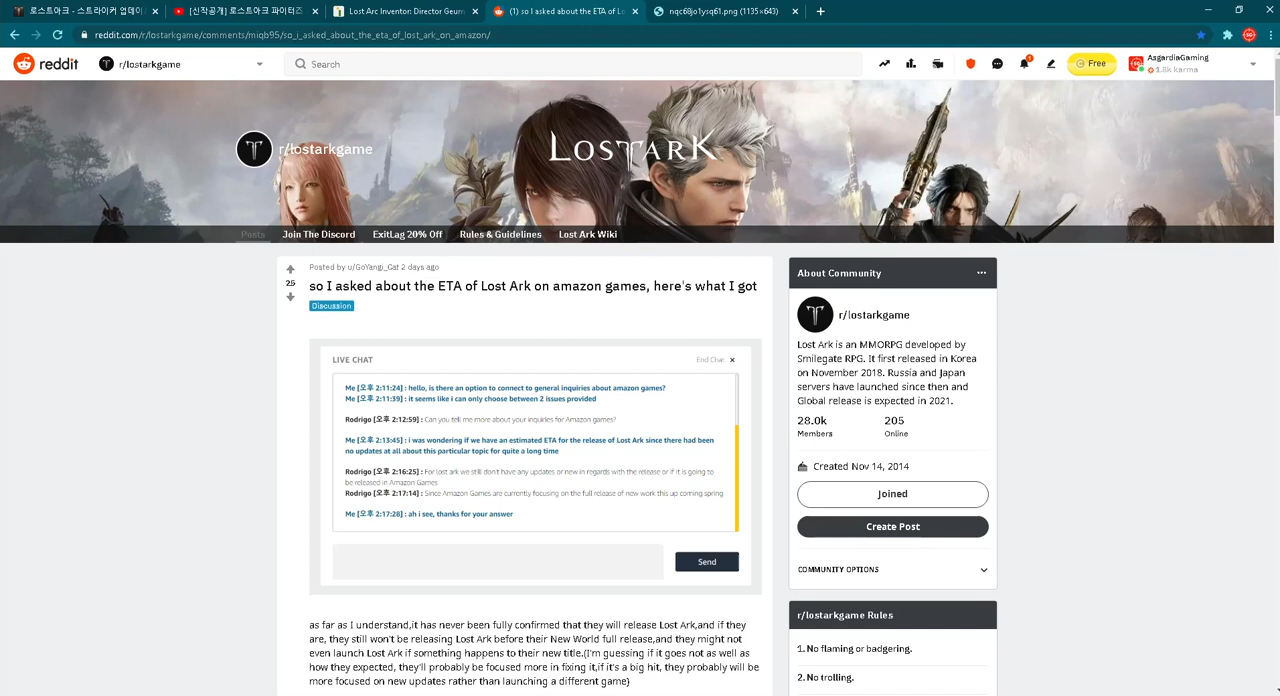 로스트아크 - 스트라이커 업데이
[신작공개] 로스트아크 파이터즈
Lost Arc Inventor: Director Geum
(1) so I asked about the ETA of Lo
nqc68jo1ysq61.png (1135×643)
reddit.com/r/lostarkgame/comments/miqb95/so_i_asked_about_the_eta_of_lost_ark_on_amazon/
reddit
r/lostarkgame
Search
Free
AsgardiaGaming
1.8k karma
r/lostarkgame
LOST ARK
Posts
Join The Discord
ExitLag 20% Off
Rules & Guidelines
Lost Ark Wiki
25
Posted by u/GoYangi_Cat 2 days ago
so I asked about the ETA of Lost Ark on amazon games, here's what I got
Discussion
LIVE CHAT
End Chat
Me [오후 2:11:24] : hello, is there an option to connect to general inquiries about amazon games?
Me [오후 2:11:39] : it seems like i can only choose between 2 issues provided
Rodrigo [오후 2:12:59] : Can you tell me more about your inquiries for Amazon games?
Me [오후 2:13:45] : i was wondering if we have an estimated ETA for the release of Lost Ark since there had been
no updates at all about this particular topic for quite a long time
Rodrigo [오후 2:16:25] : For lost ark we still don't have any updates or new in regards with the release or if it is going to
be released in Amazon Games
Rodrigo [오후 2:17:14] : Since Amazon Games are currently focusing on the full release of new work this up coming spring
Me [오후 2:17:28] : ah i see, thanks for your answer
Send
as far as I understand,it has never been fully confirmed that they will release Lost Ark,and if they
are, they still won't be releasing Lost Ark before their New World full release,and they might not
even launch Lost Ark if something happens to their new title.(I'm guessing if it goes not as well as
how they expected, they'll probably be focused more in fixing it,if it's a big hit, they probably will be
more focused on new updates rather than launching a different game)
About Community
r/lostarkgame
Lost Ark is an MMORPG developed by
Smilegate RPG. It first released in Korea
on November 2018. Russia and Japan
servers have launched since then and
Global release is expected in 2021.
28.0k
205
Members
Online
Created Nov 14, 2014
Joined
Create Post
COMMUNITY OPTIONS
r/lostarkgame Rules
1. No flaming or badgering.
2. No trolling.